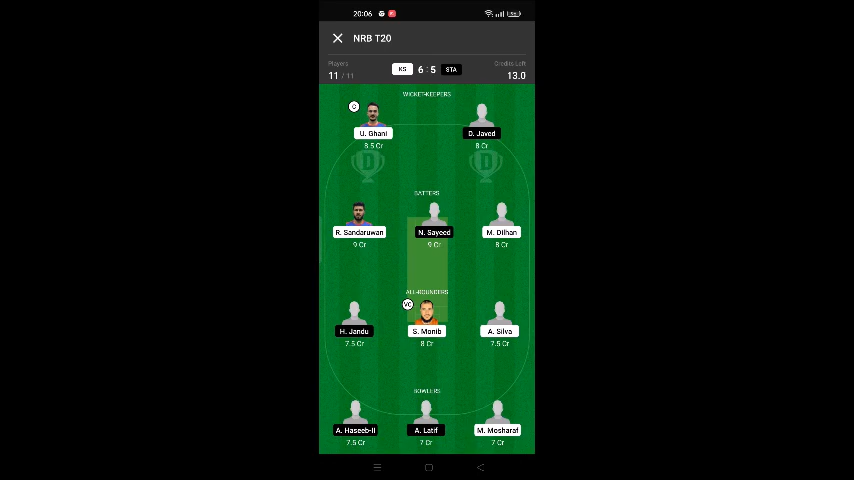 20:06
NRB T20
Players
Credits Left
11 / 11
KS 6 : 5 STA
13.0
WICKET-KEEPERS
C
U. Ghani
D. Javed
8.5 Cr
8 Cr
D
D
BATTERS
R. Sandaruwan
N. Sayeed
M. Dilhan
9 Cr
9 Cr
8 Cr
ALL-ROUNDERS
VC
H. Jandu
S. Monib
A. Silva
7.5 Cr
8 Cr
7.5 Cr
BOWLERS
A. Haseeb-II
A. Latif
M. Mosharaf
7.5 Cr
7 Cr
7 Cr